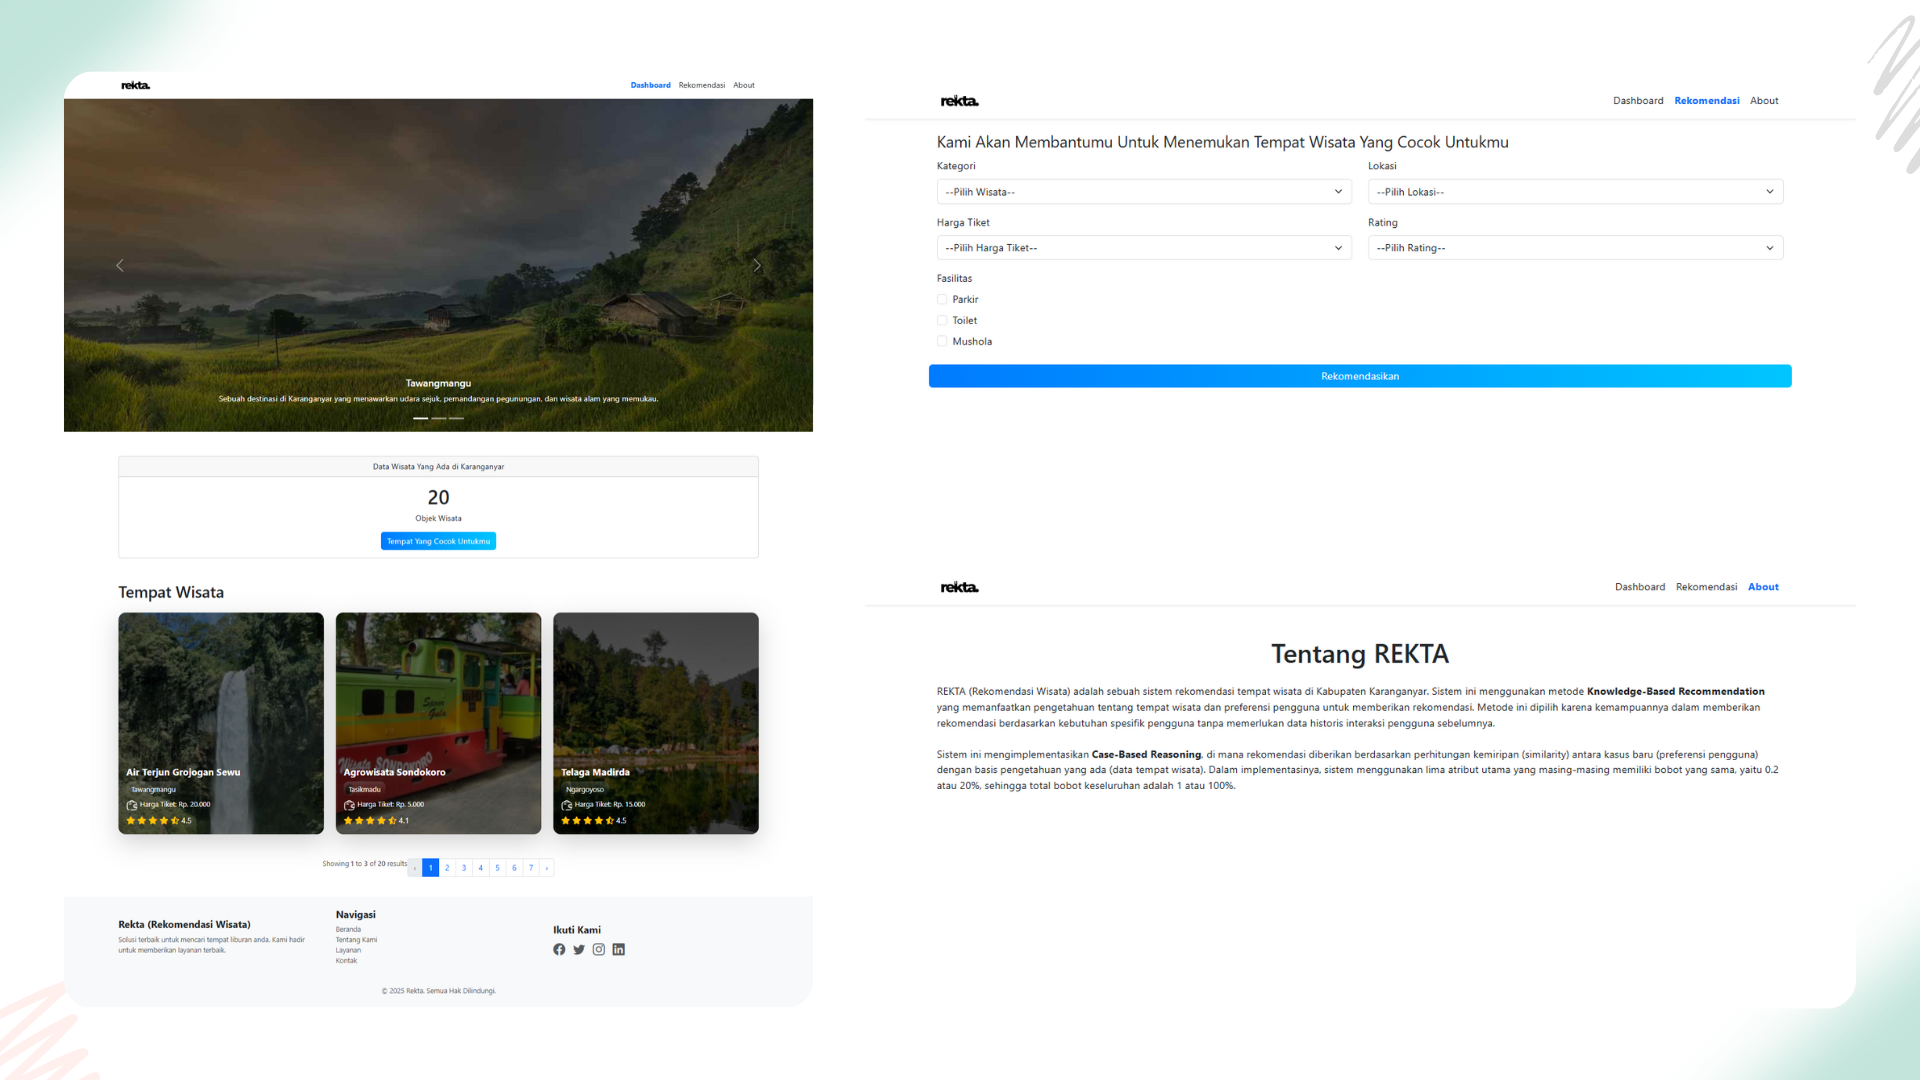 rekta.
Dashboard Rekomendasi About
Tawangmangu
Sebuah destinasi di Karanganyar yang menawarkan udara sejuk, pemandangan pegunungan, dan wisata alam yang memukau.
Data Wisata Yang Ada di Karanganyar
20
Objek Wisata
Tempat Yang Cocok Untukmu
Tempat Wisata
Air Terjun Grojogan Sewu
Tawangmangu
Harga Tiket: Rp. 20.000
4.5
SONDOKORO
Agrowisata Sondokoro
Tasikmadu
Harga Tiket: Rp. 5.000
4.1
Telaga Madirda
Ngargoyoso
Harga Tiket: Rp. 15.000
4.5
Showing 1 to 3 of 20 results
‹ 1 2 3 4 5 6 7 ›
Rekta (Rekomendasi Wisata)
Solusi terbaik untuk mencari tempat liburan anda. Kami hadir
untuk memberikan layanan terbaik.
Navigasi
Beranda
Tentang Kami
Layanan
Kontak
Ikuti Kami
© 2025 Rekta. Semua Hak Dilindungi.
rekta.
Dashboard Rekomendasi About
Kami Akan Membantumu Untuk Menemukan Tempat Wisata Yang Cocok Untukmu
Kategori
--Pilih Wisata--
Lokasi
--Pilih Lokasi--
Harga Tiket
--Pilih Harga Tiket--
Rating
--Pilih Rating--
Fasilitas
Parkir
Toilet
Mushola
Rekomendasikan
rekta.
Dashboard Rekomendasi About
Tentang REKTA
REKTA (Rekomendasi Wisata) adalah sebuah sistem rekomendasi tempat wisata di Kabupaten Karanganyar. Sistem ini menggunakan metode Knowledge-Based Recommendation
yang memanfaatkan pengetahuan tentang tempat wisata dan preferensi pengguna untuk memberikan rekomendasi. Metode ini dipilih karena kemampuannya dalam memberikan
rekomendasi berdasarkan kebutuhan spesifik pengguna tanpa memerlukan data historis interaksi pengguna sebelumnya.
Sistem ini mengimplementasikan Case-Based Reasoning, di mana rekomendasi diberikan berdasarkan perhitungan kemiripan (similarity) antara kasus baru (preferensi pengguna)
dengan basis pengetahuan yang ada (data tempat wisata). Dalam implementasinya, sistem menggunakan lima atribut utama yang masing-masing memiliki bobot yang sama, yaitu 0.2
atau 20%, sehingga total bobot keseluruhan adalah 1 atau 100%.